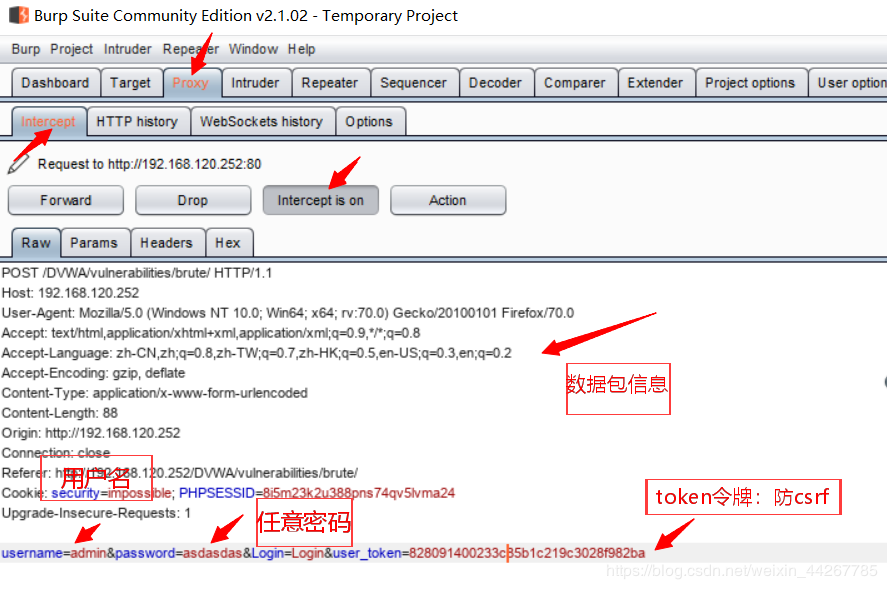 Burp Suite Community Edition v2.1.02 - Temporary Project
Burp Project Intruder Repeater Window Help
Dashboard Target Proxy Intruder Repeater Sequencer Decoder Comparer Extender Project options User option
Intercept HTTP history WebSockets history Options
Request to http://192.168.120.252:80
Forward Drop Intercept is on Action
Raw Params Headers Hex
POST /DVWA/vulnerabilities/brute/ HTTP/1.1
Host: 192.168.120.252
User-Agent: Mozilla/5.0 (Windows NT 10.0; Win64; x64; rv:70.0) Gecko/20100101 Firefox/70.0
Accept: text/html,application/xhtml+xml,application/xml;q=0.9,*/*;q=0.8
Accept-Language: zh-CN,zh;q=0.8,zh-TW;q=0.7,zh-HK;q=0.5,en-US;q=0.3,en;q=0.2
Accept-Encoding: gzip, deflate
数据包信息
Content-Type: application/x-www-form-urlencoded
Content-Length: 88
Origin: http://192.168.120.252
Connection: close
Referer: http://192.168.120.252/DVWA/vulnerabilities/brute/
用户名
Cookie: security=impossible; PHPSESSID=8i5m23k2u388pns74qv5lvma24
token令牌：防csrf
Upgrade-Insecure-Requests: 1
任意密码
username=admin&password=asdasdas&Login=Login&user_token=828091400233c85b1c219c3028f982ba
https://blog.csdn.net/weixin_44267785